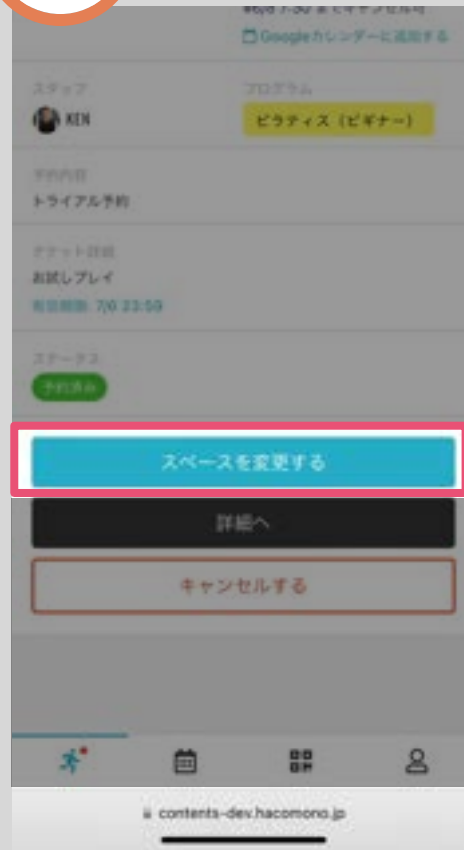 Googleカレンダーに追加する
スタッフ
プログラム
KEN
ピラティス（ビギナー）
予約内容
トライアル予約
チケット詳細
お試しプレイ
有効期限: 7/6 23:59
ステータス
予約済み
スペースを変更する
詳細へ
キャンセルする
contents-dev.hacomono.jp